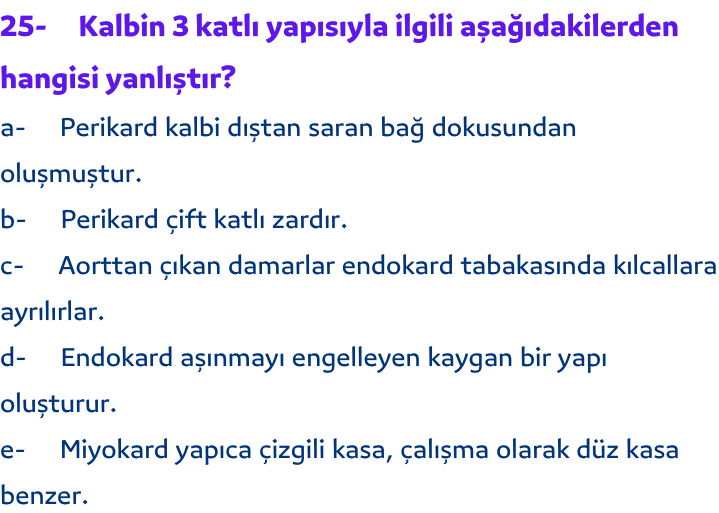 25- Kalbin 3 katlı yapısıyla ilgili aşağıdakilerden
hangisi yanlıştır?
a- Perikard kalbi dıştan saran bağ dokusundan
oluşmuştur.
b- Perikard çift katlı zardır.
c- Aorttan çıkan damarlar endokard tabakasında kılcallara
ayrılırlar.
d- Endokard aşınmayı engelleyen kaygan bir yapı
oluşturur.
e- Miyokard yapıca çizgili kasa, çalışma olarak düz kasa
benzer.